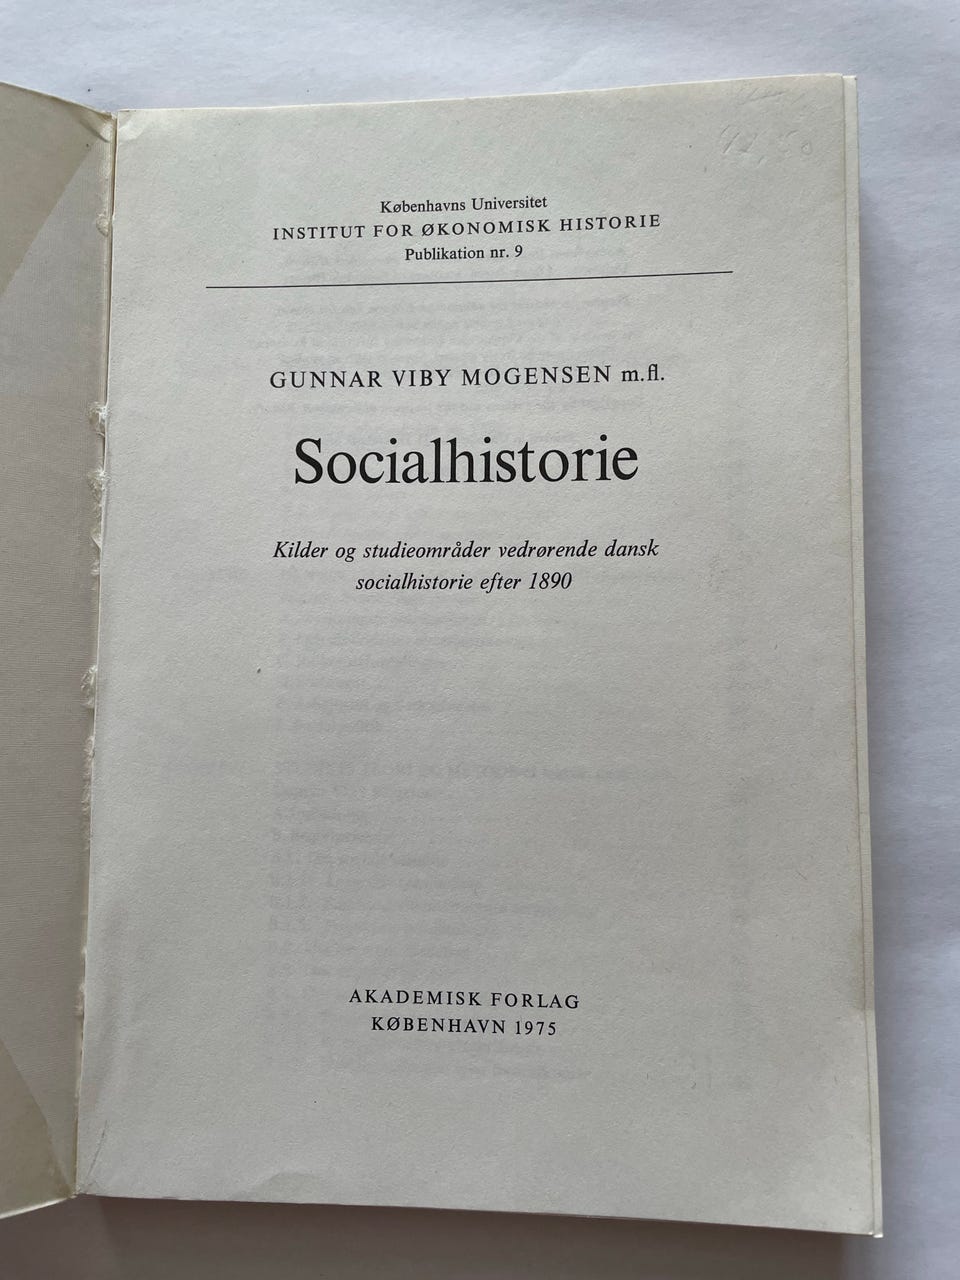 Københavns Universitet
INSTITUT FOR ØKONOMISK HISTORIE
Publikation nr. 9
GUNNAR VIBY MOGENSEN m.fl.
Socialhistorie
Kilder og studieområder vedrørende dansk
socialhistorie efter 1890
AKADEMISK FORLAG
KØBENHAVN 1975